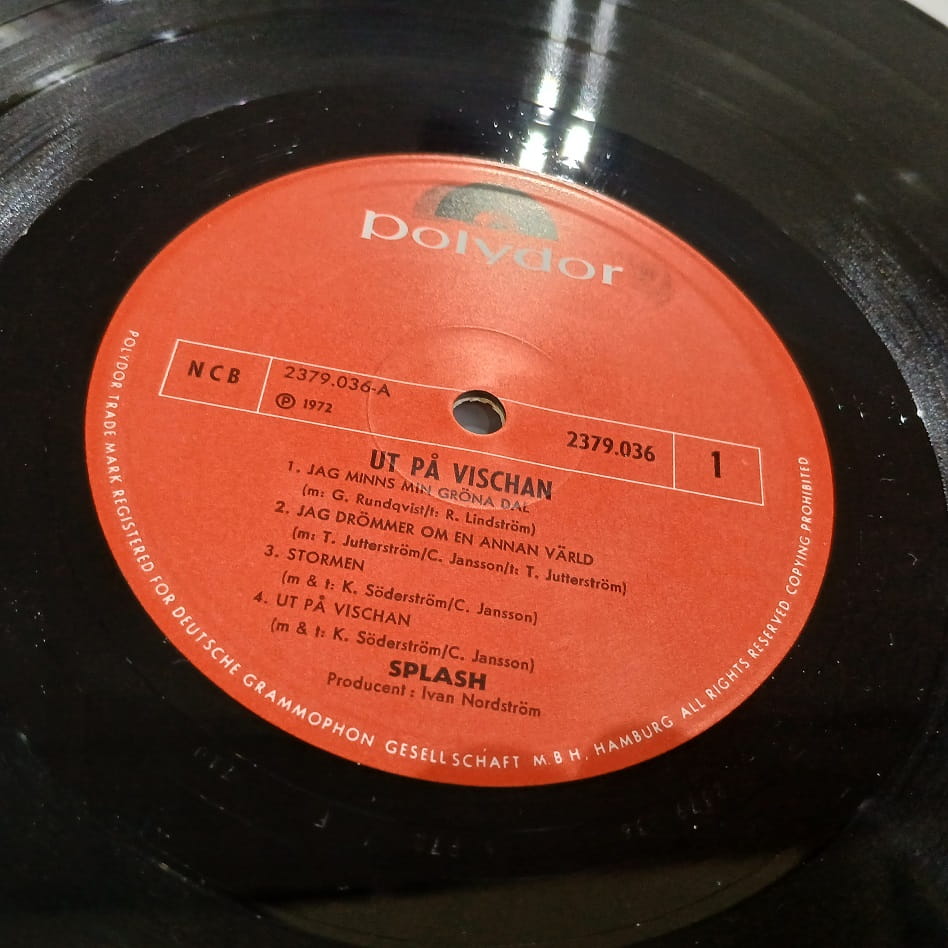 polydor
NCB
2379.036-A
℗ 1972
2379.036
1
UT PÅ VISCHAN
1. JAG MINNS MIN GRÖNA DAL
(m: G. Rundqvist/t: R. Lindström)
2. JAG DRÖMMER OM EN ANNAN VÄRLD
(m: T. Jutterström/C. Jansson/t: T. Jutterström)
3. STORMEN
(m & t: K. Söderström/C. Jansson)
4. UT PÅ VISCHAN
(m & t: K. Söderström/C. Jansson)
SPLASH
Producent: Ivan Nordström
POLYDOR TRADE MARK REGISTERED FOR DEUTSCHE GRAMMOPHON GESELLSCHAFT M.B.H. HAMBURG ALL RIGHTS RESERVED COPYING PROHIBITED